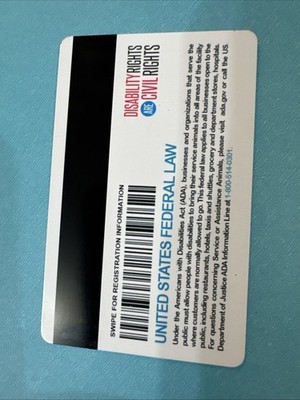 DISABILITY RIGHTS
ARE CIVIL RIGHTS
SWIPE FOR REGISTRATION INFORMATION
UNITED STATES FEDERAL LAW
Under the Americans with Disabilities Act (ADA), businesses and organizations that serve the
public must allow people with disabilities to bring their service animals into all areas of the facility
where customers are normally allowed to go. This federal law applies to all businesses open to the
public, including restaurants, hotels, taxis and shuttles, grocery and department stores, hospitals.
For questions concerning Service or Assistance Animals, please visit ada.gov or call the US.
Department of Justice ADA Information Line at 1-800-514-0301.